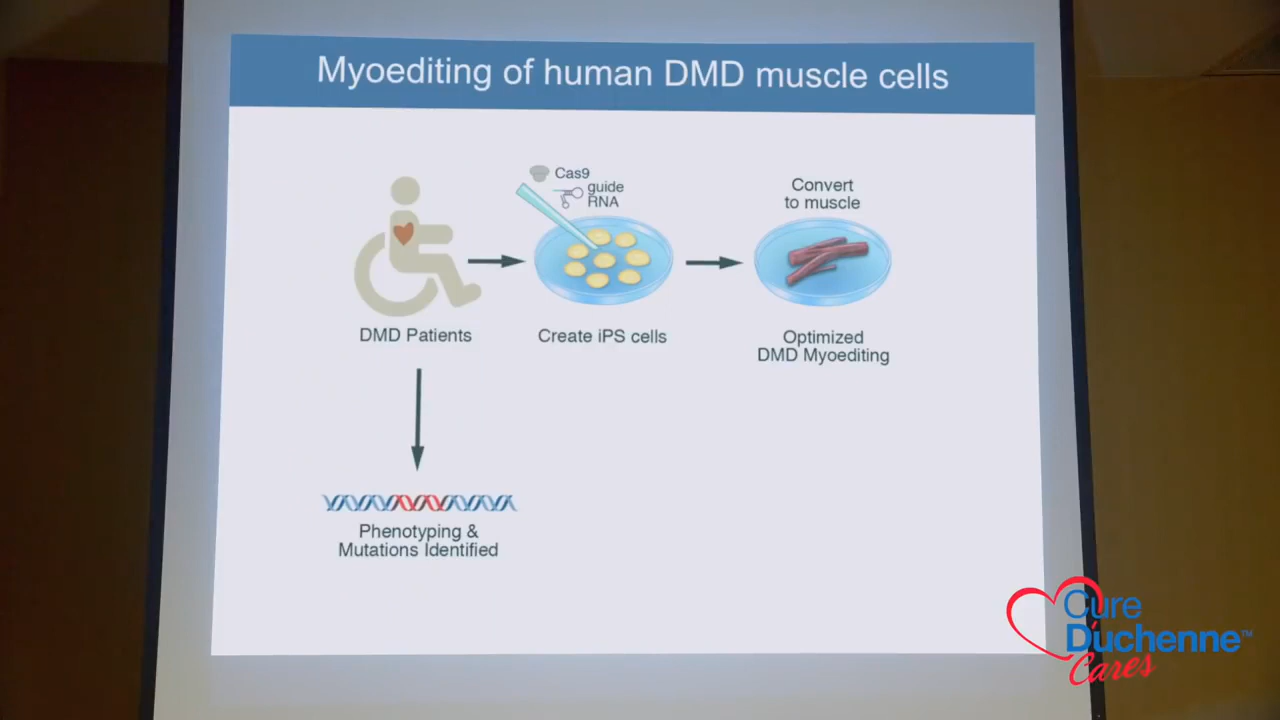 Myoediting of human DMD muscle cells
Cas9
guide
RNA
Convert
to muscle
DMD Patients
Create iPS cells
Optimized
DMD Myoediting
Phenotyping &
Mutations Identified
Cure
Duchenne™
Cares